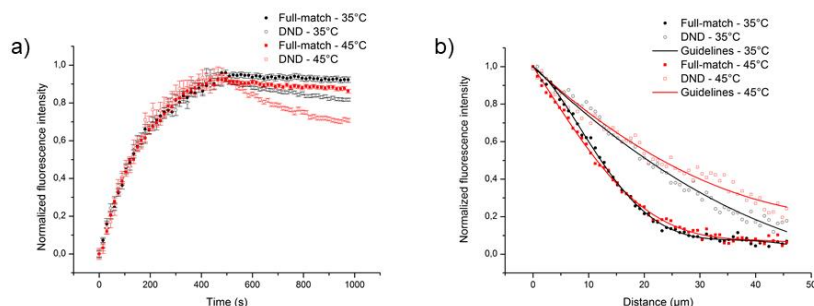 a)
Full-match - 35°C
DND - 35°C
Full-match - 45°C
DND - 45°C
Normalized fluorescence intensity
1,0
0,8
0,6
0,4
0,2
0,0
0
200
400
600
800
1000
Time (s)
b)
Full-match - 35°C
DND - 35°C
Guidelines - 35°C
Full-match - 45°C
DND - 45°C
Guidelines - 45°C
Normalized fluorescence intensity
1,0
0,8
0,6
0,4
0,2
0,0
0
10
20
30
40
50
Distance (µm)